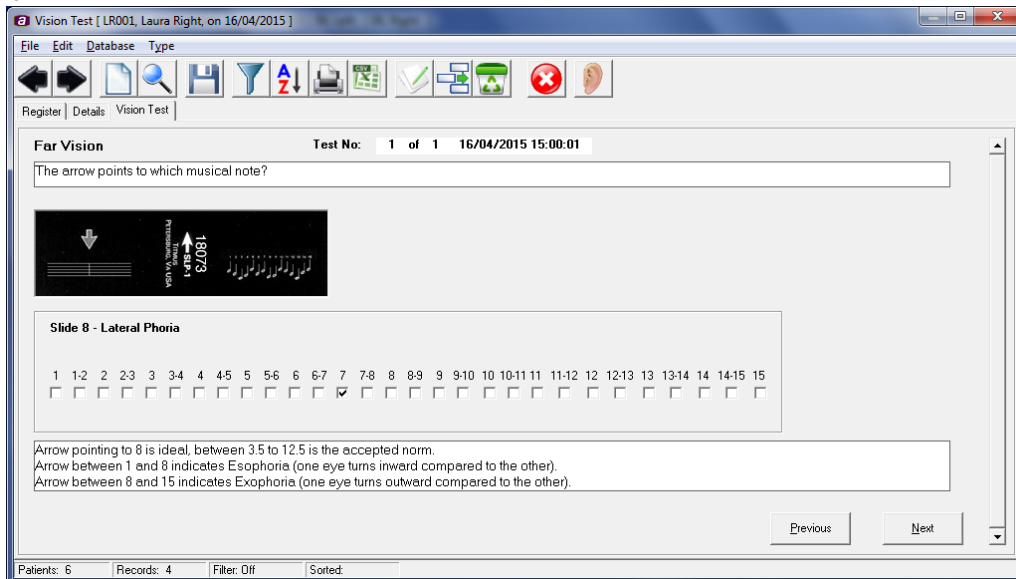 Vision Test [ LR001, Laura Right, on 16/04/2015 ]
File Edit Database Type
Register Details Vision Test
Far Vision Test No: 1 of 1 16/04/2015 15:00:01
The arrow points to which musical note?
18073
SLP-1
TITMUS
PETERSBURG, VA USA
Slide 8 - Lateral Phoria
1 1-2 2 2-3 3 3-4 4 4-5 5 5-6 6 6-7 7 7-8 8 8-9 9 9-10 10 10-11 11 11-12 12 12-13 13 13-14 14 14-15 15
Arrow pointing to 8 is ideal, between 3.5 to 12.5 is the accepted norm.
Arrow between 1 and 8 indicates Esophoria (one eye turns inward compared to the other).
Arrow between 8 and 15 indicates Exophoria (one eye turns outward compared to the other).
Previous Next
Patients: 6 Records: 4 Filter: Off Sorted: